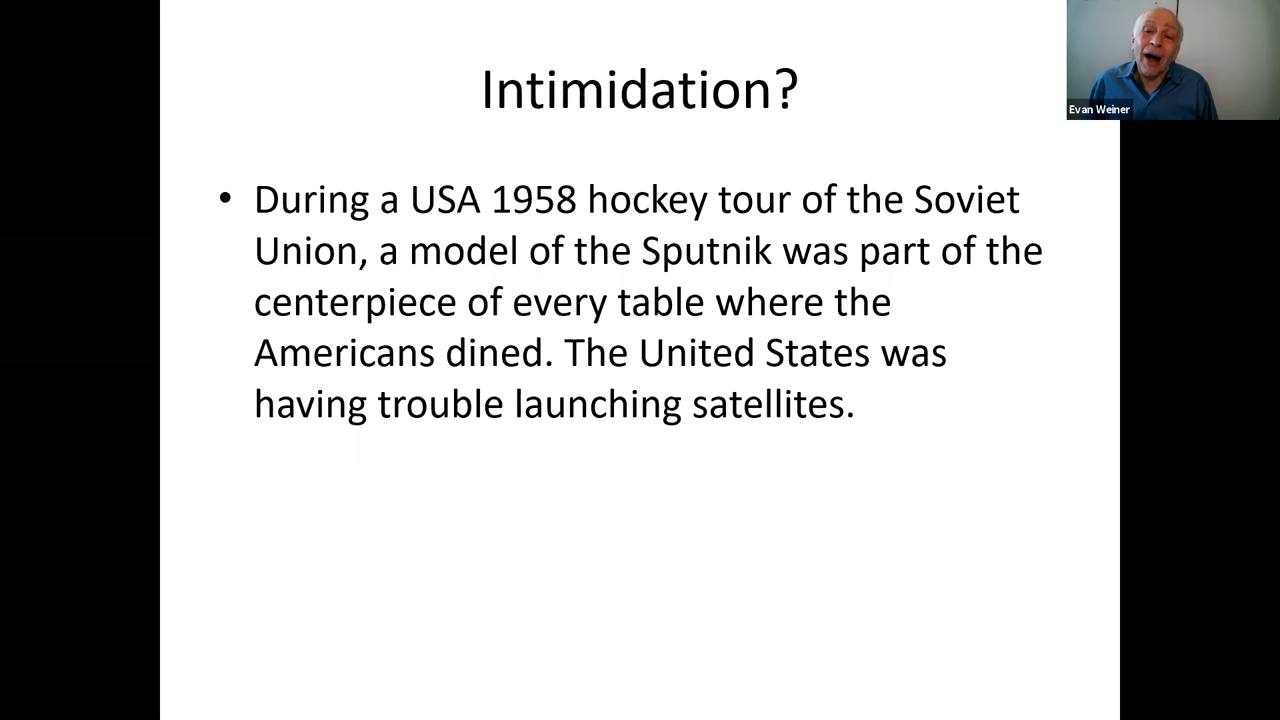 Intimidation?
• During a USA 1958 hockey tour of the Soviet
Union, a model of the Sputnik was part of the
centerpiece of every table where the
Americans dined. The United States was
having trouble launching satellites.
Evan Weiner